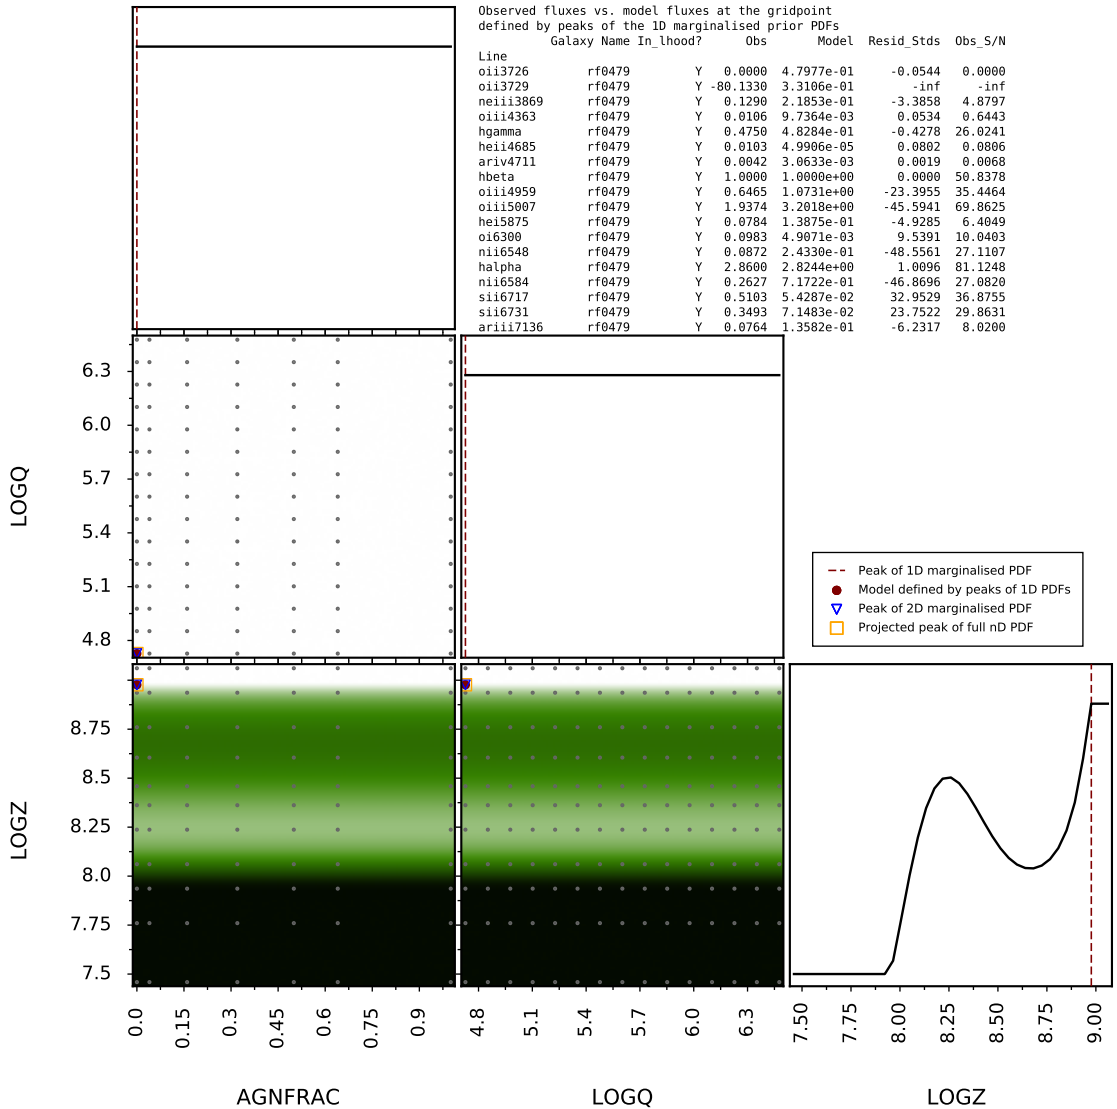 Observed fluxes vs. model fluxes at the gridpoint
defined by peaks of the 1D marginalised prior PDFs
Galaxy Name In_lhood? Obs Model Resid_Stds Obs_S/N
Line
oii3726 rf0479 Y 0.0000 4.7977e-01 -0.0544 0.0000
oii3729 rf0479 Y -80.1330 3.3106e-01 -inf -inf
neiii3869 rf0479 Y 0.1290 2.1853e-01 -3.3858 4.8797
oiii4363 rf0479 Y 0.0106 9.7364e-03 0.0534 0.6443
hgamma rf0479 Y 0.4750 4.8284e-01 -0.4278 26.0241
heii4685 rf0479 Y 0.0103 4.9906e-05 0.0802 0.0806
ariv4711 rf0479 Y 0.0042 3.0633e-03 0.0019 0.0068
hbeta rf0479 Y 1.0000 1.0000e+00 0.0000 50.8378
oiii4959 rf0479 Y 0.6465 1.0731e+00 -23.3955 35.4464
oiii5007 rf0479 Y 1.9374 3.2018e+00 -45.5941 69.8625
hei5875 rf0479 Y 0.0784 1.3875e-01 -4.9285 6.4049
oi6300 rf0479 Y 0.0983 4.9071e-03 9.5391 10.0403
nii6548 rf0479 Y 0.0872 2.4330e-01 -48.5561 27.1107
halpha rf0479 Y 2.8600 2.8244e+00 1.0096 81.1248
nii6584 rf0479 Y 0.2627 7.1722e-01 -46.8696 27.0820
sii6717 rf0479 Y 0.5103 5.4287e-02 32.9529 36.8755
sii6731 rf0479 Y 0.3493 7.1483e-02 23.7522 29.8631
ariii7136 rf0479 Y 0.0764 1.3582e-01 -6.2317 8.0200
LOGQ
6.3
6.0
5.7
5.4
5.1
4.8
Peak of 1D marginalised PDF
Model defined by peaks of 1D PDFs
Peak of 2D marginalised PDF
Projected peak of full nD PDF
LOGZ
8.75
8.5
8.25
8.0
7.75
7.5
0.0 0.15 0.3 0.45 0.6 0.75 0.9
4.8 5.1 5.4 5.7 6.0 6.3
7.50 7.75 8.00 8.25 8.50 8.75 9.00
AGNFRAC LOGQ LOGZ